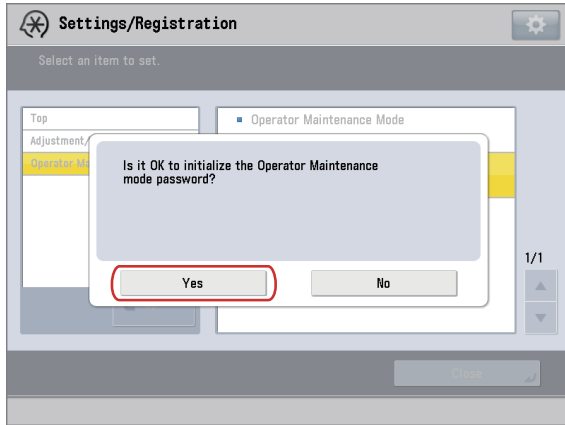 Settings/Registration
Select an item to set.
Top
Operator Maintenance Mode
Adjustment/
Operator Ma
Is it OK to initialize the Operator Maintenance
mode password?
1/1
Yes
No
Close